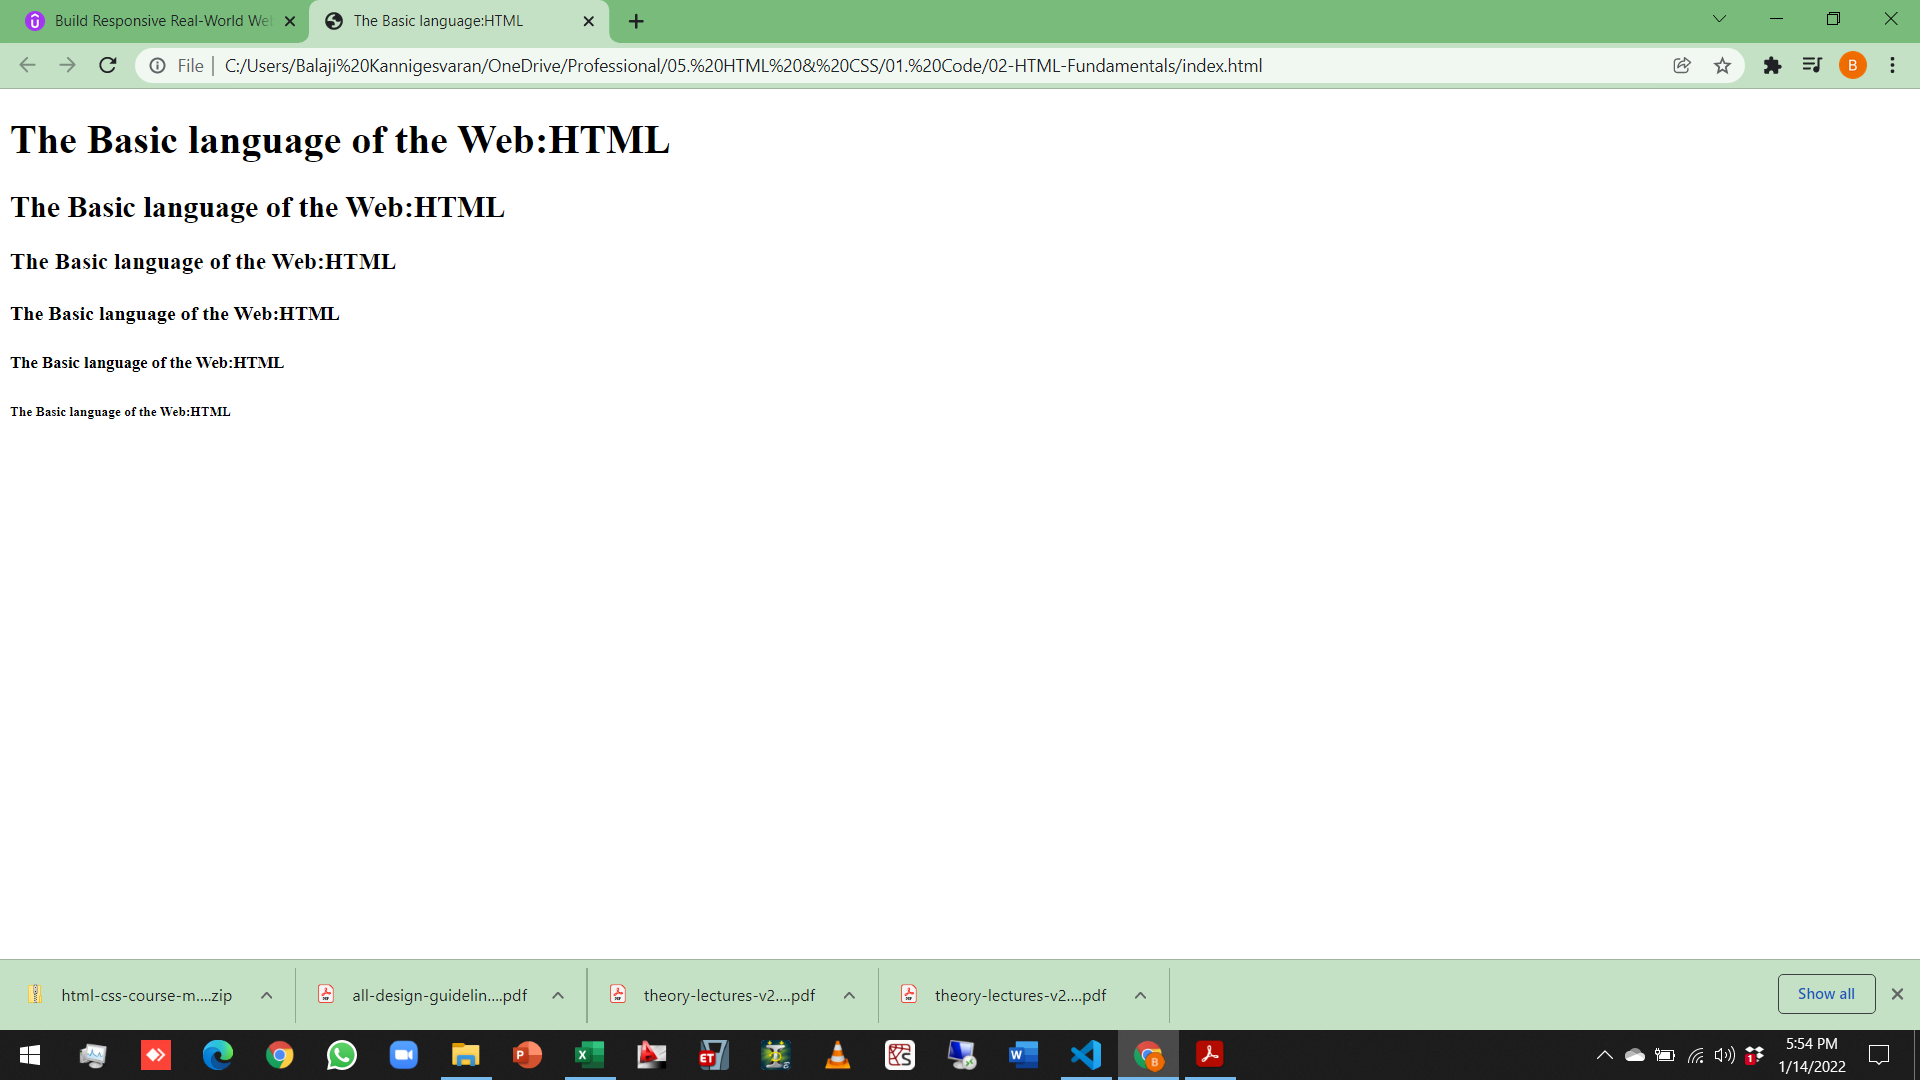 Build Responsive Real-World We
The Basic language:HTML
File
C:/Users/Balaji%20Kannigesvaran/OneDrive/Professional/05.%20HTML%20&%20CSS/01.%20Code/02-HTML-Fundamentals/index.html
B
The Basic language of the Web:HTML
The Basic language of the Web:HTML
The Basic language of the Web:HTML
The Basic language of the Web:HTML
The Basic language of the Web:HTML
The Basic language of the Web:HTML
html-css-course-m....zip
all-design-guidelin....pdf
theory-lectures-v2....pdf
theory-lectures-v2....pdf
Show all
5:54 PM
1/14/2022